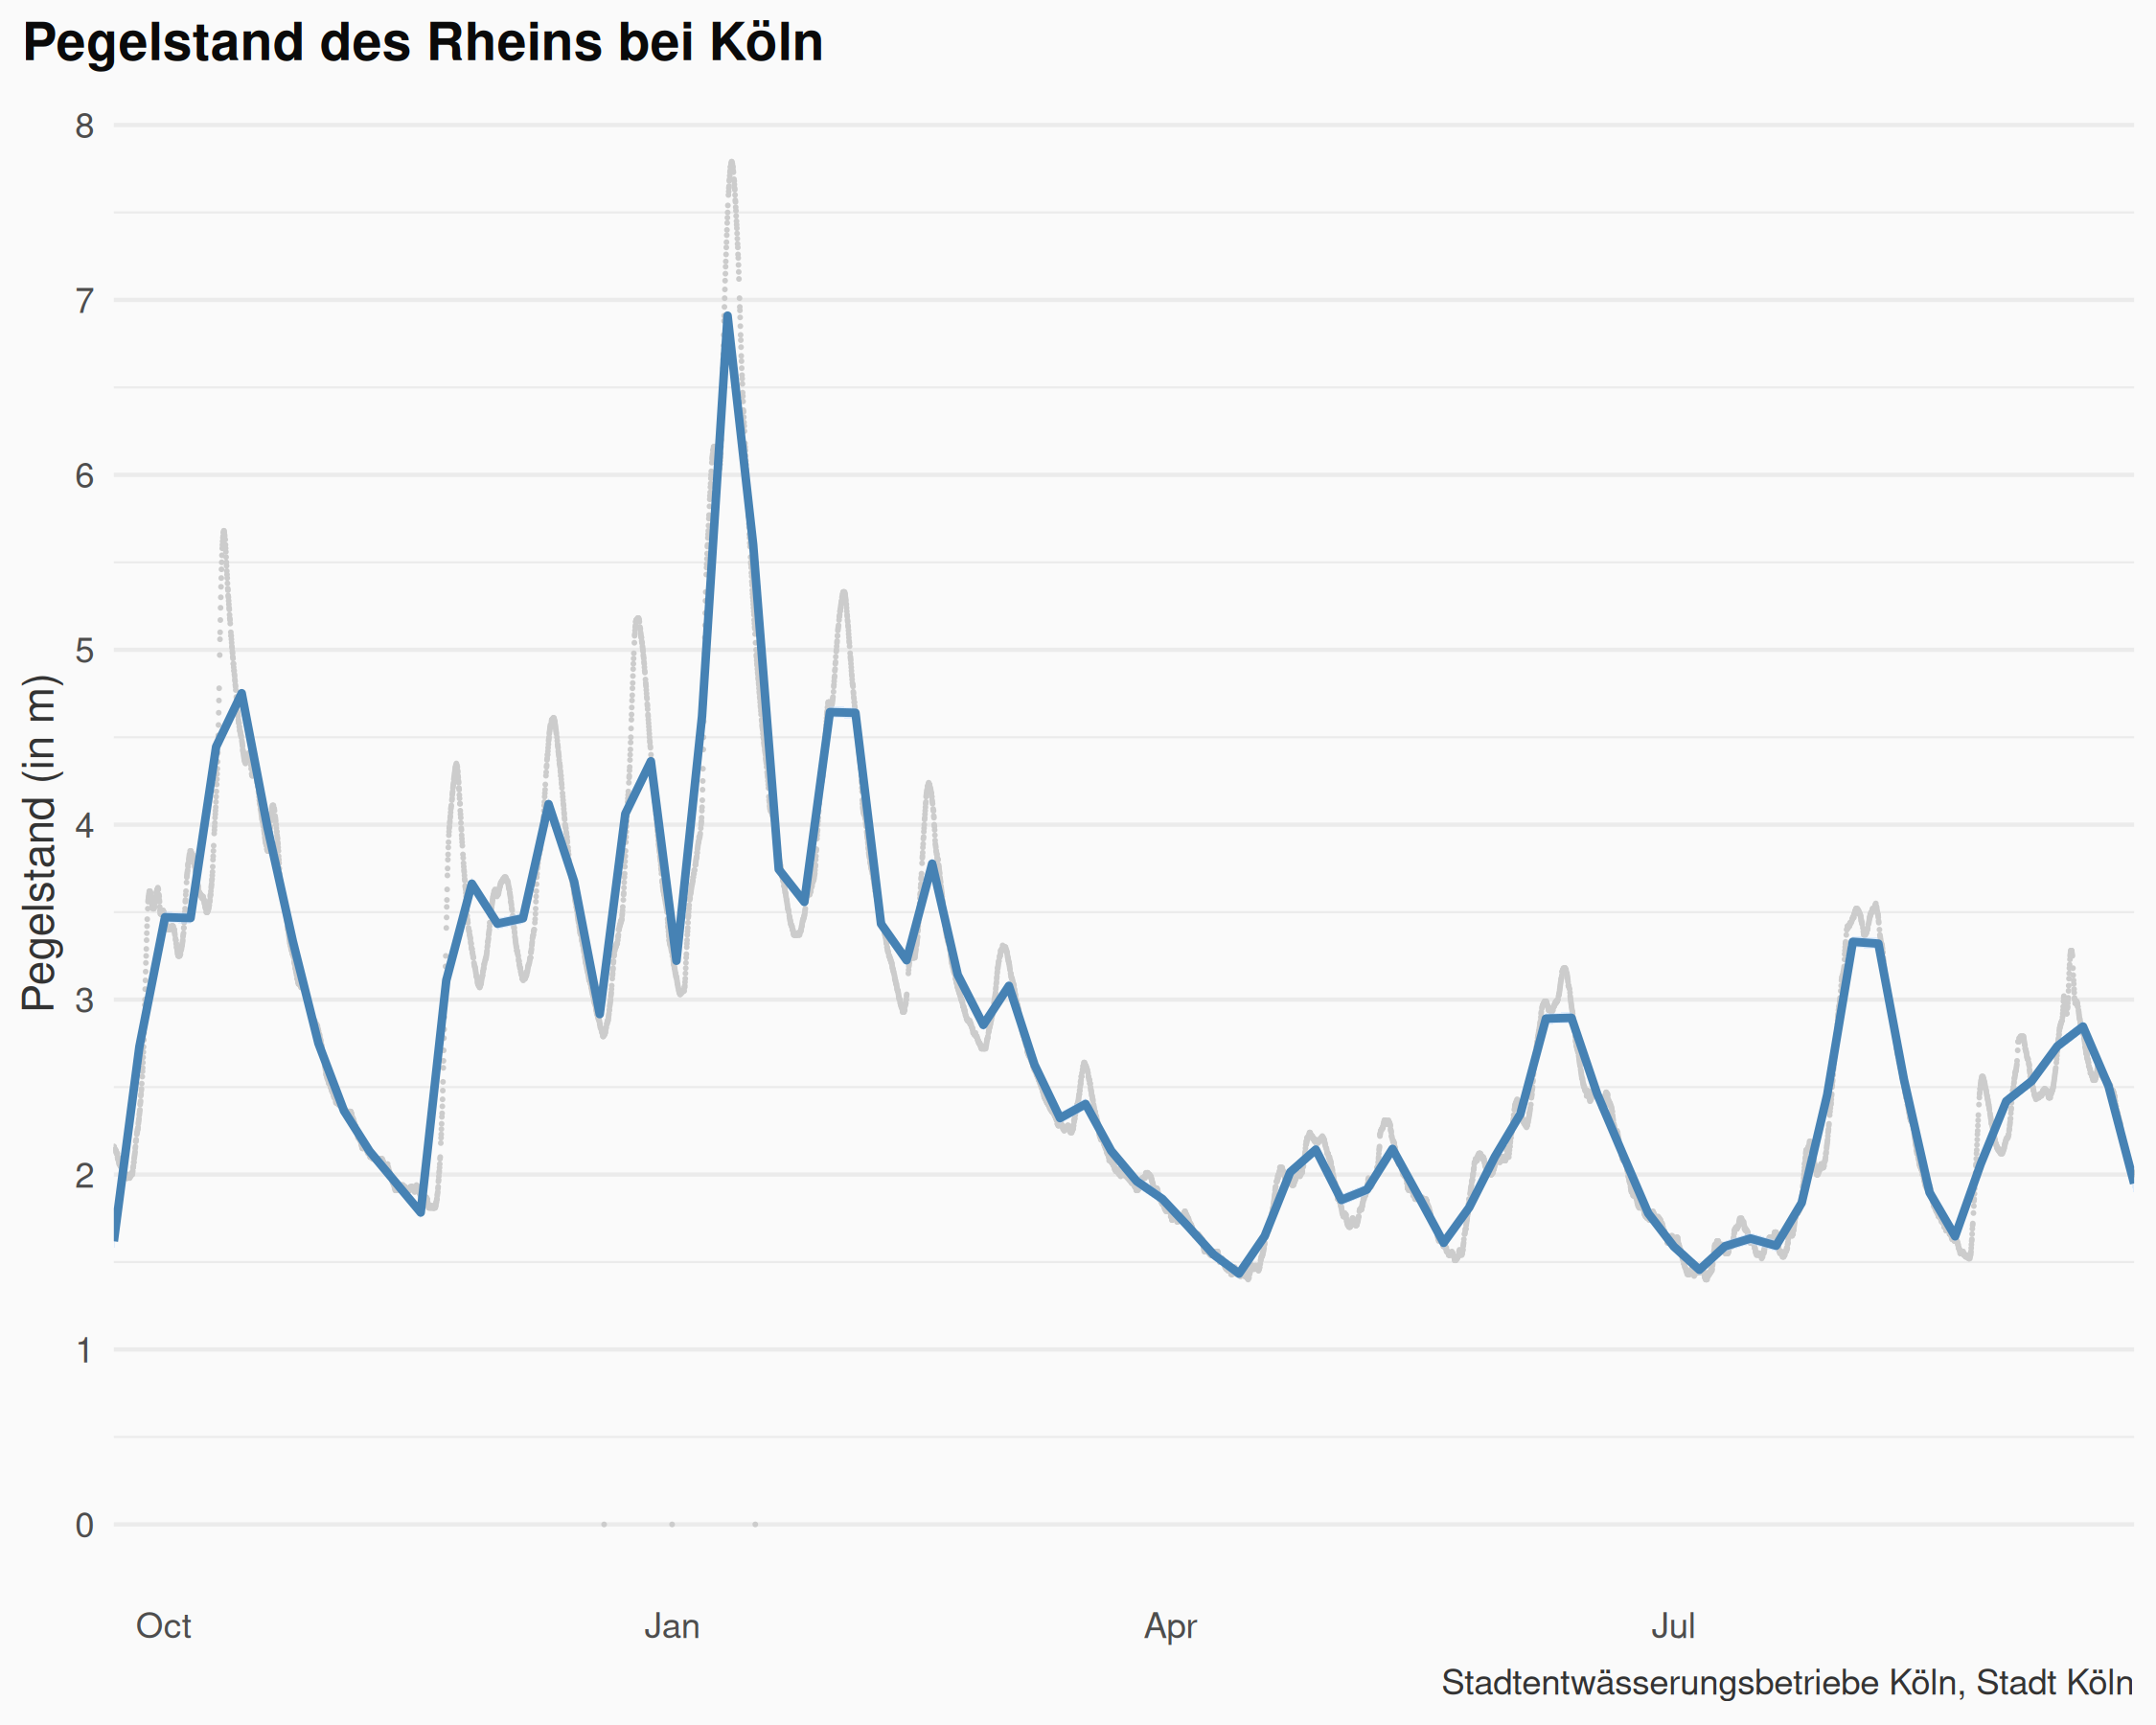 Pegelstand des Rheins bei Köln
8
7
6
5
4
3
2
1
0
Pegelstand (in m)
Oct Jan Apr Jul
Stadtentwässerungsbetriebe Köln, Stadt Köln